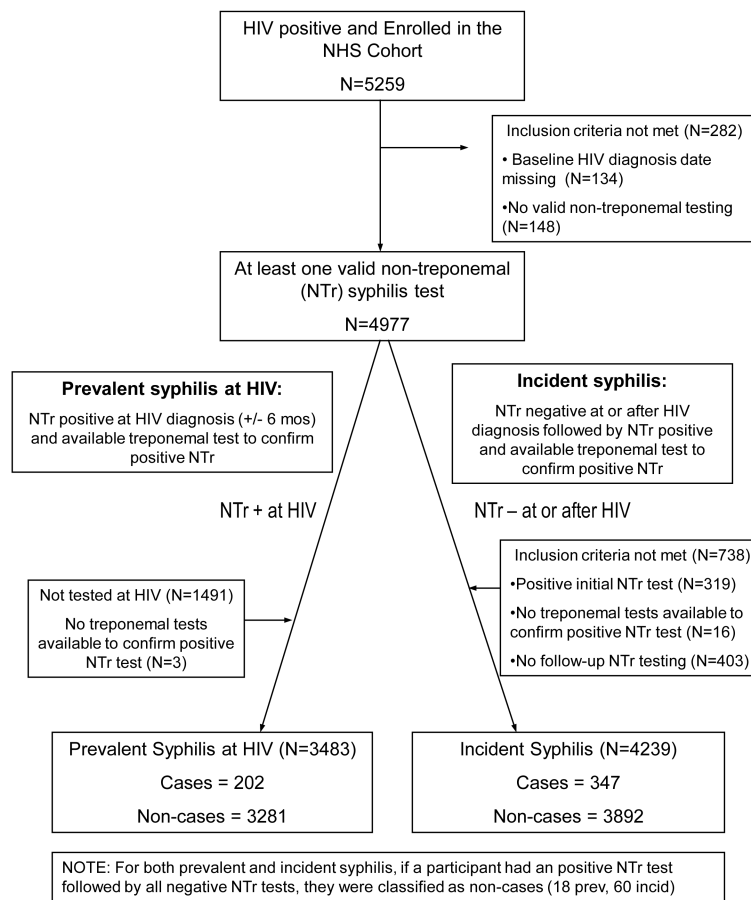 HIV positive and Enrolled in the
NHS Cohort
N=5259
Inclusion criteria not met (N=282)
• Baseline HIV diagnosis date
missing  (N=134)
•No valid non-treponemal testing
(N=148)
At least one valid non-treponemal
(NTr) syphilis test
N=4977
Prevalent syphilis at HIV:
NTr positive at HIV diagnosis (+/- 6 mos)
and available treponemal test to confirm
positive NTr
Incident syphilis:
NTr negative at or after HIV
diagnosis followed by NTr positive
and available treponemal test to
confirm positive NTr
NTr + at HIV
NTr – at or after HIV
Not tested at HIV (N=1491)
No treponemal tests
available to confirm positive
NTr test (N=3)
Inclusion criteria not met (N=738)
•Positive initial NTr test (N=319)
•No treponemal tests available to
confirm positive NTr test (N=16)
•No follow-up NTr testing (N=403)
Prevalent Syphilis at HIV (N=3483)
Cases = 202
Non-cases = 3281
Incident Syphilis (N=4239)
Cases = 347
Non-cases = 3892
NOTE: For both prevalent and incident syphilis, if a participant had an positive NTr test
followed by all negative NTr tests, they were classified as non-cases (18 prev, 60 incid)